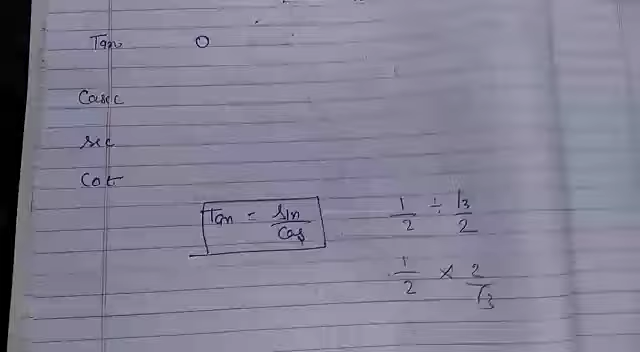 Tan 0
Cosec
sec
Cot
Tan = sin/cos
1/2 ÷ √3/2
1/2 × 2/√3